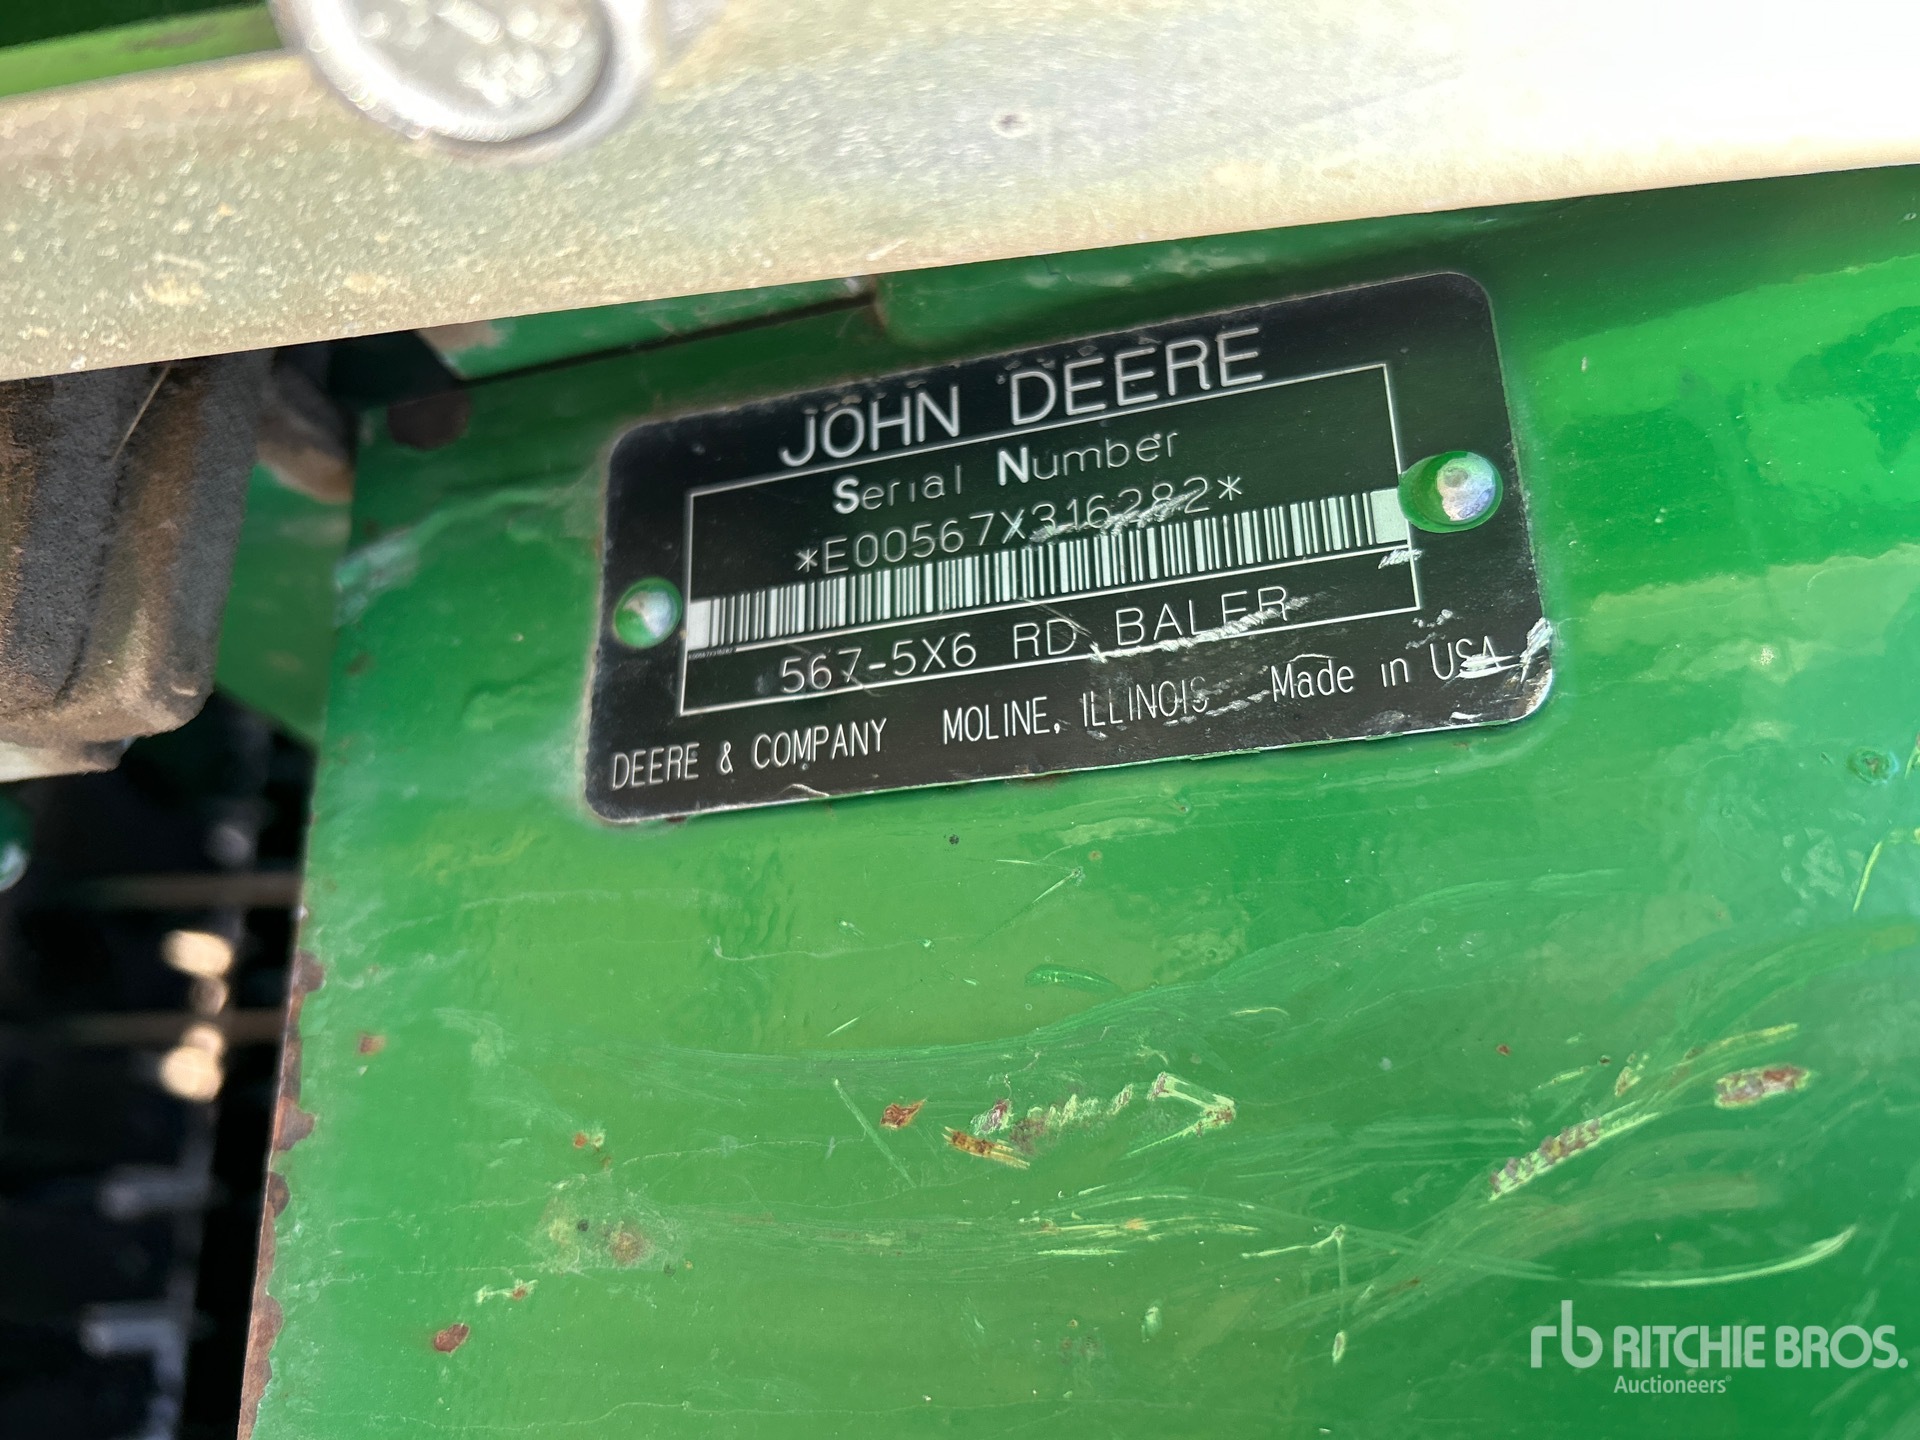 JOHN DEERE
Serial Number
*E00567X316282*
567-5X6 RD BALER
DEERE & COMPANY MOLINE, ILLINOIS Made in USA
rb RITCHIE BROS.
Auctioneers